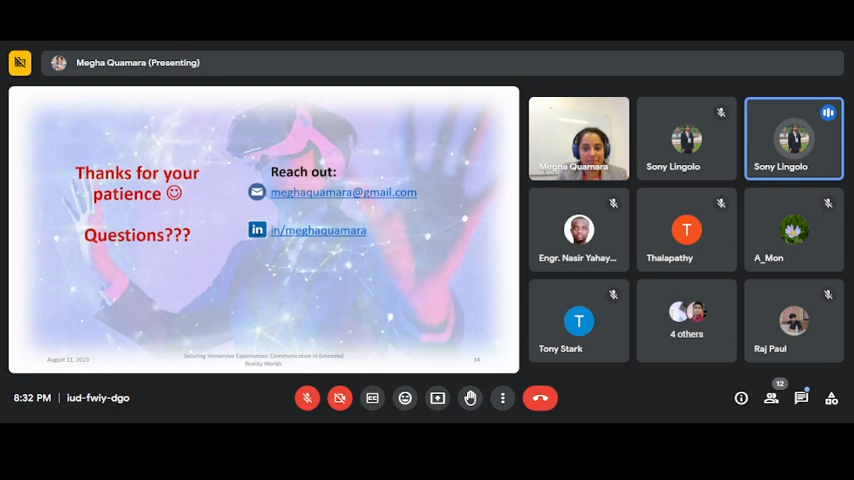 Megha Quamara (Presenting)
Thanks for your
patience
Questions???
Reach out:
meghaquamara@gmail.com
in
in/meghaquamara
August 11, 2023
Securing Immersive Experiences: Communication in Extended
Reality Worlds
14
Megha Quamara
Sony Lingolo
Sony Lingolo
Engr. Nasir Yahay...
T
Thalapathy
A_Mon
T
Tony Stark
4 others
Raj Paul
8:32 PM | iud-fwiy-dgo
CC
12